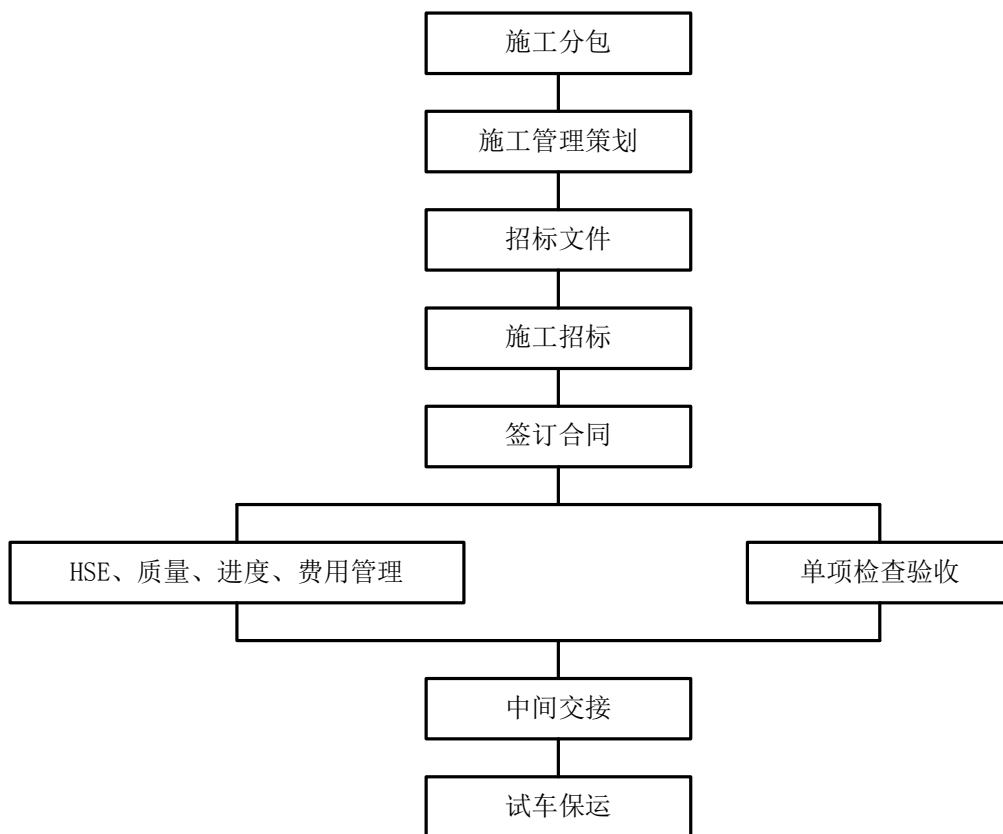 施工分包
施工管理策划
招标文件
施工招标
签订合同
HSE、质量、进度、费用管理
单项检查验收
中间交接
试车保运